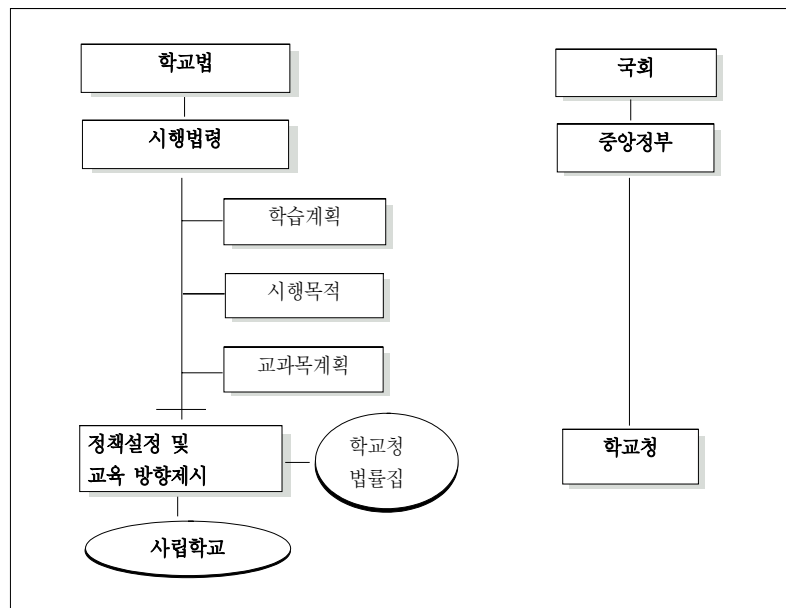 학교법
국회
시행법령
중앙정부
학습계획
시행목적
교과목계획
정책설정 및
교육 방향제시
학교청
법률집
학교청
사립학교